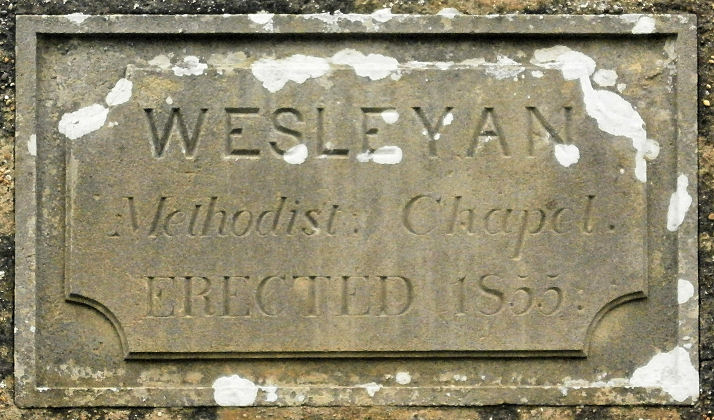 WESLEYAN
Methodist: Chapel.
ERECTED 1855: